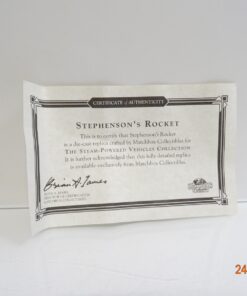 CERTIFICATE of AUTHENTICITY
STEPHENSON'S ROCKET
This is to certify that Stephenson's Rocket
is a die-cast replica crafted by Matchbox Collectibles for
THE STEAM-POWERED VEHICLES COLLECTION
It is further acknowledged that this fully detailed replica
is available exclusively from Matchbox Collectibles.
Brian A. James
24